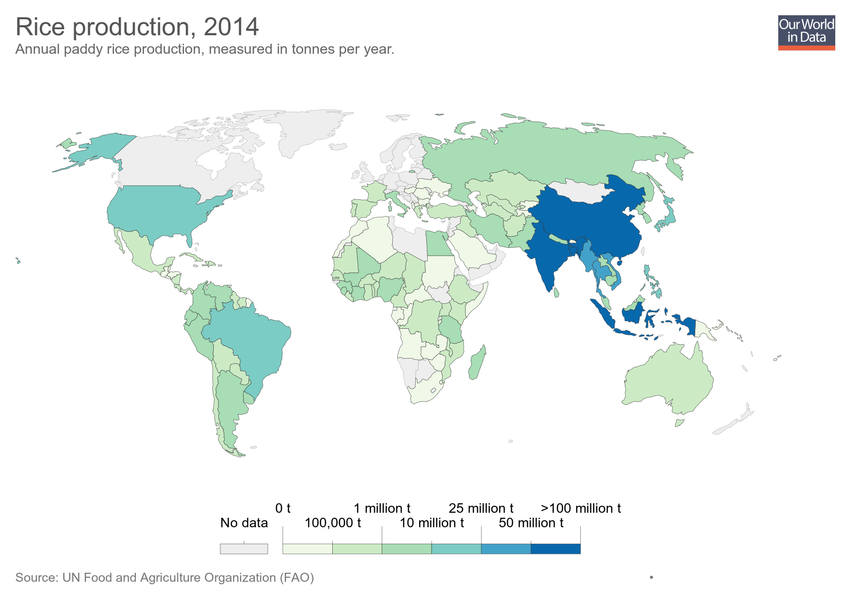 Rice production, 2014
Annual paddy rice production, measured in tonnes per year.
Our World
in Data
0 t 1 million t 25 million t >100 million t
No data 100,000 t 10 million t 50 million t
Source: UN Food and Agriculture Organization (FAO)